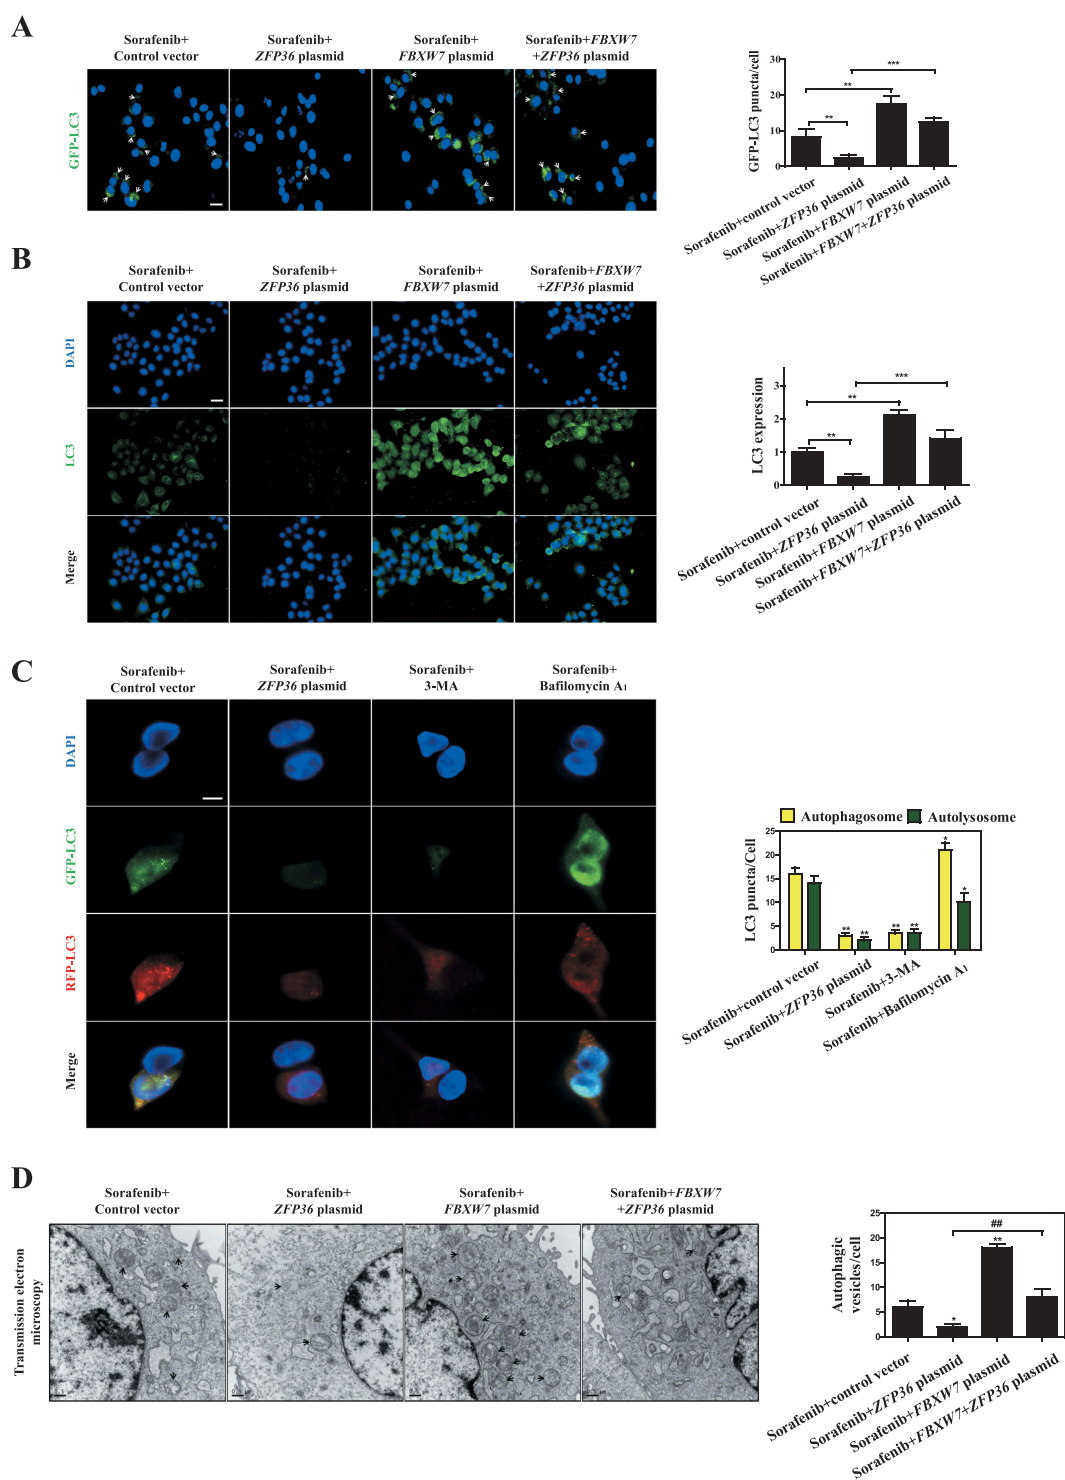 A
Sorafenib+
Control vector
Sorafenib+
ZFP36 plasmid
Sorafenib+
FBXW7 plasmid
Sorafenib+FBXW7
+ZFP36 plasmid
GFP-LC3
GFP-LC3 puncta/cell
30
20
10
0
**
**
***
Sorafenib+control vector
Sorafenib+ZFP36 plasmid
Sorafenib+FBXW7 plasmid
Sorafenib+FBXW7+ZFP36 plasmid
B
Sorafenib+
Control vector
Sorafenib+
ZFP36 plasmid
Sorafenib+
FBXW7 plasmid
Sorafenib+FBXW7
+ZFP36 plasmid
DAPI
LC3
Merge
LC3 expression
3
2
1
0
**
**
***
Sorafenib+control vector
Sorafenib+ZFP36 plasmid
Sorafenib+FBXW7 plasmid
Sorafenib+FBXW7+ZFP36 plasmid
C
Sorafenib+
Control vector
Sorafenib+
ZFP36 plasmid
Sorafenib+
3-MA
Sorafenib+
Bafilomycin A1
DAPI
GFP-LC3
RFP-LC3
Merge
Autophagosome
Autolysosome
LC3 puncta/Cell
25
20
15
10
5
0
** **
** **
*
*
Sorafenib+control vector
Sorafenib+ZFP36 plasmid
Sorafenib+3-MA
Sorafenib+Bafilomycin A1
D
Sorafenib+
Control vector
Sorafenib+
ZFP36 plasmid
Sorafenib+
FBXW7 plasmid
Sorafenib+FBXW7
+ZFP36 plasmid
Transmission electron
microscopy
Autophagic
vesicles/cell
25
20
15
10
5
0
*
**
##
Sorafenib+control vector
Sorafenib+ZFP36 plasmid
Sorafenib+FBXW7 plasmid
Sorafenib+FBXW7+ZFP36 plasmid